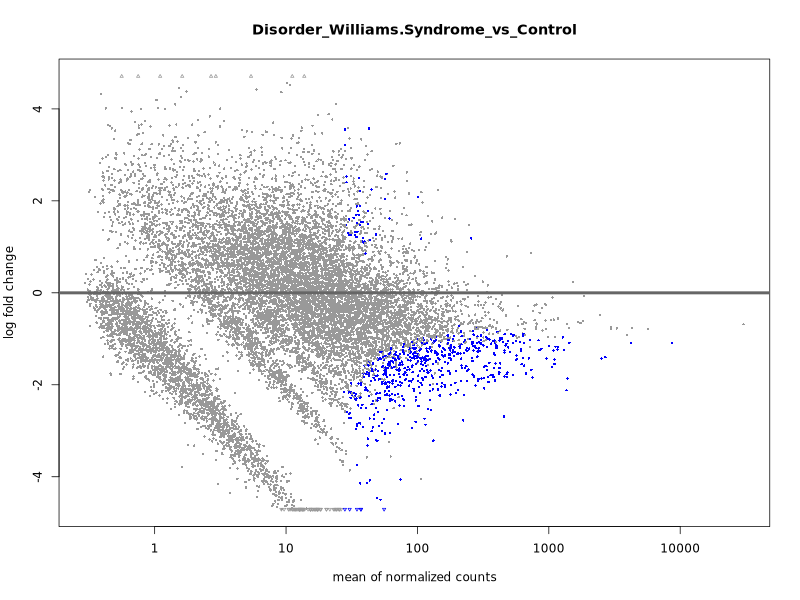 Disorder_Williams.Syndrome_vs_Control
4
2
0
-2
-4
log fold change
1 10 100 1000 10000
mean of normalized counts